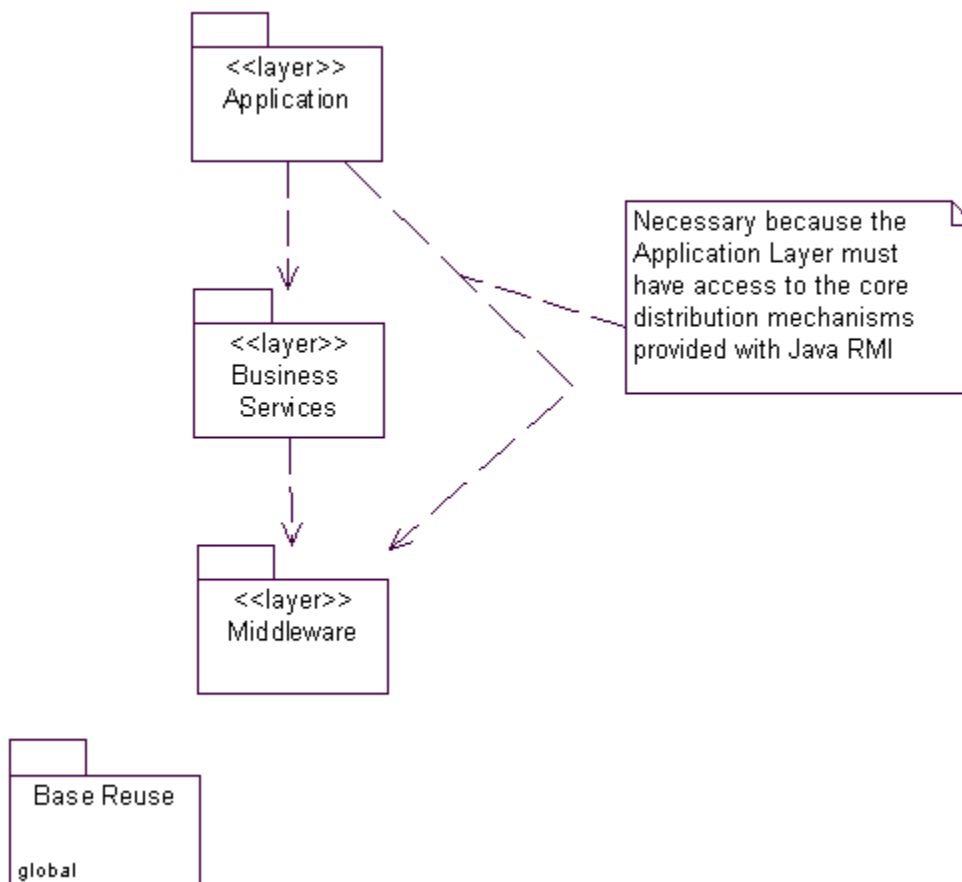 <<layer>>
Application
Necessary because the
Application Layer must
have access to the core
distribution mechanisms
provided with Java RMI
<<layer>>
Business
Services
<<layer>>
Middleware
Base Reuse
global